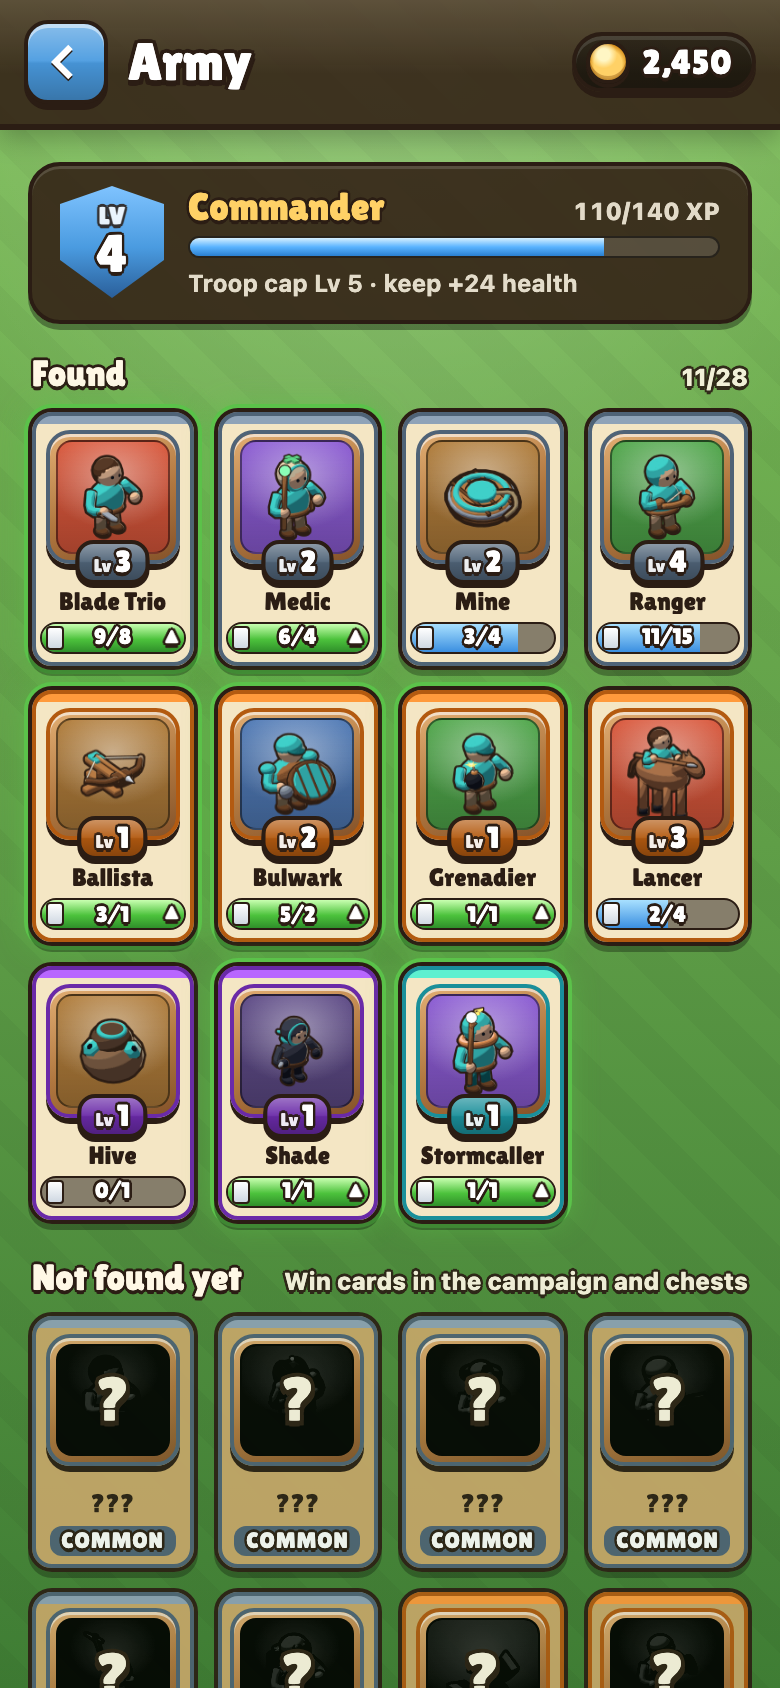 Army
2,450
LV
4
Commander
110/140 XP
Troop cap Lv 5 · keep +24 health
Found
11/28
Lv 3
Blade Trio
9/8
Lv 2
Medic
6/4
Lv 2
Mine
3/4
Lv 4
Ranger
11/15
Lv 1
Ballista
3/1
Lv 2
Bulwark
5/2
Lv 1
Grenadier
1/1
Lv 3
Lancer
2/4
Lv 1
Hive
0/1
Lv 1
Shade
1/1
Lv 1
Stormcaller
1/1
Not found yet
Win cards in the campaign and chests
?
???
COMMON
?
???
COMMON
?
???
COMMON
?
???
COMMON
?
?
?
?